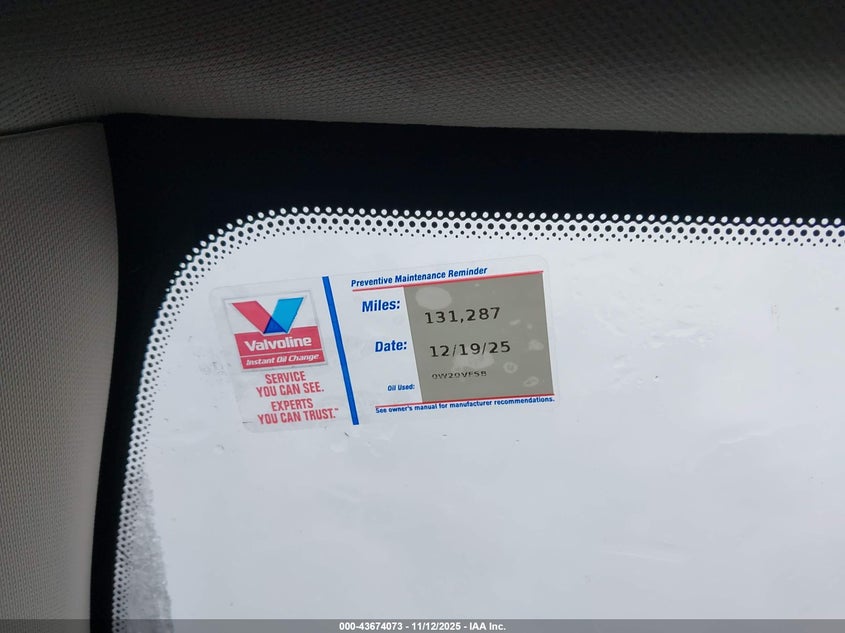 Preventive Maintenance Reminder
Miles: 131,287
Date: 12/19/25
Oil Used: 0W20VFSB
See owner's manual for manufacturer recommendations.
Valvoline
Instant Oil Change
SERVICE
YOU CAN SEE.
EXPERTS
YOU CAN TRUST.™
000-43674073 - 11/12/2025 - IAA Inc.